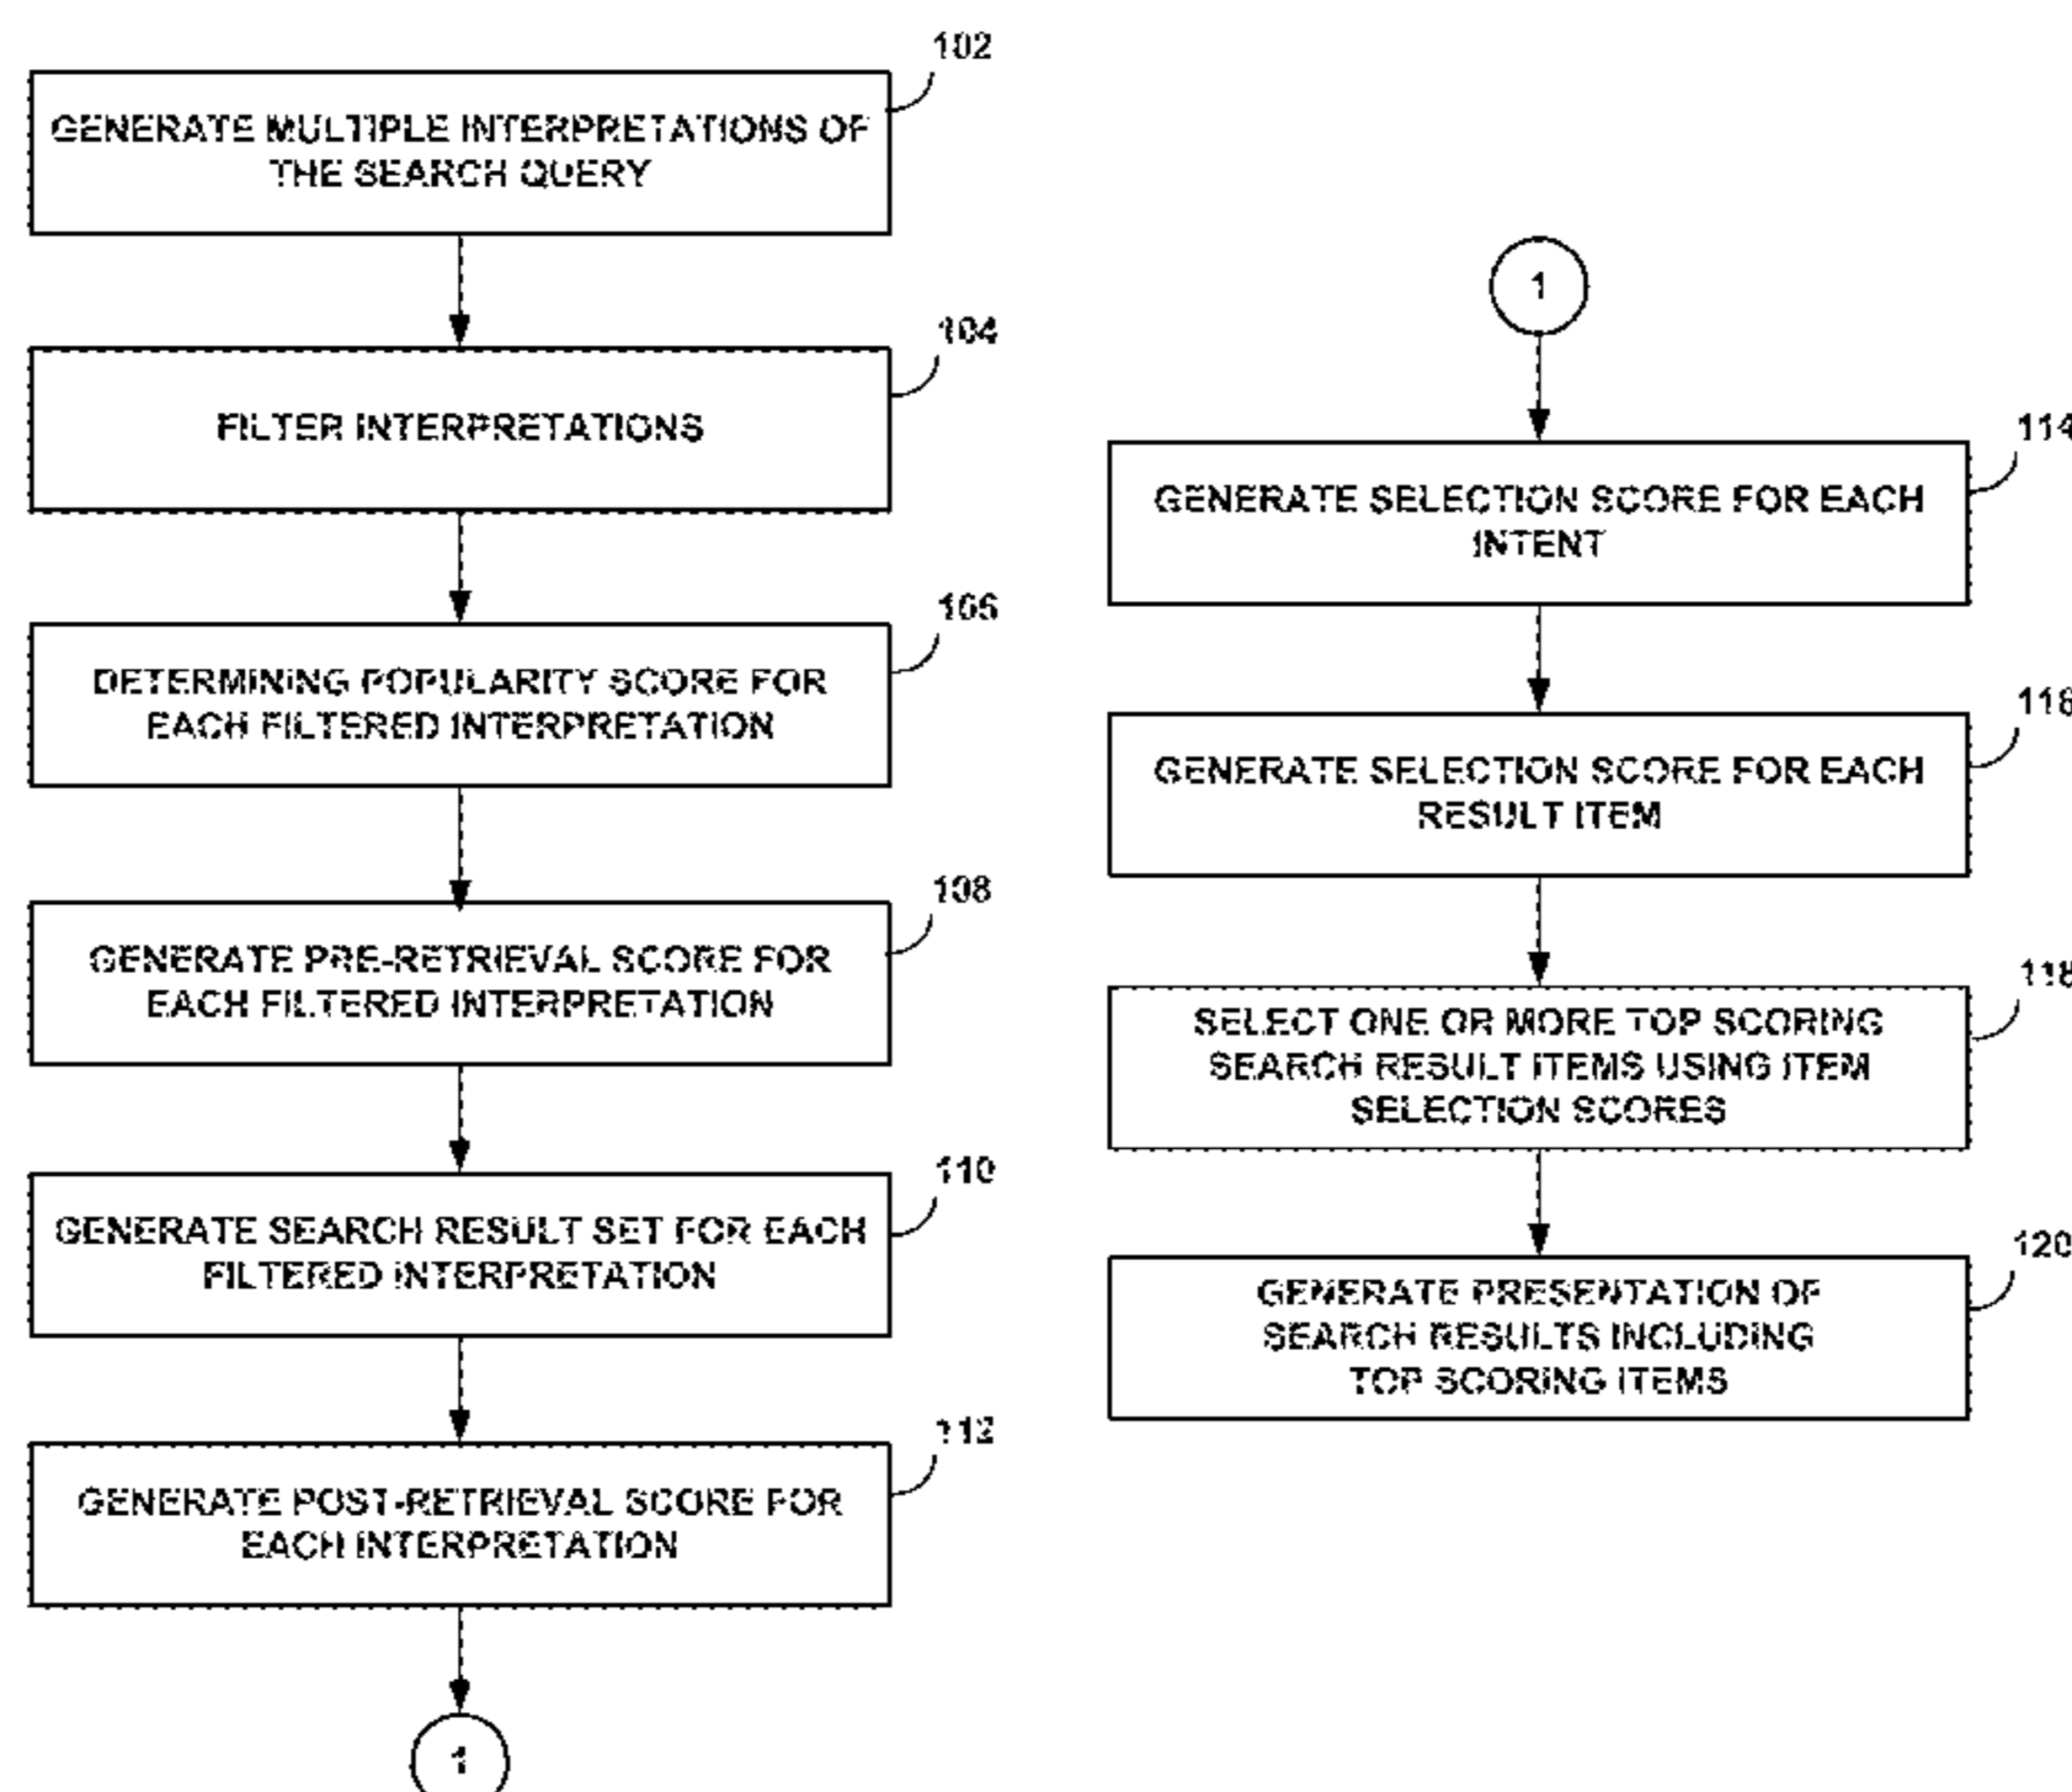 102
GENERATE MULTIPLE INTERPRETATIONS OF
THE SEARCH QUERY
104
FILTER INTERPRETATIONS
106
DETERMINING POPULARITY SCORE FOR
EACH FILTERED INTERPRETATION
108
GENERATE PRE-RETRIEVAL SCORE FOR
EACH FILTERED INTERPRETATION
110
GENERATE SEARCH RESULT SET FOR EACH
FILTERED INTERPRETATION
112
GENERATE POST-RETRIEVAL SCORE FOR
EACH INTERPRETATION
1
1
114
GENERATE SELECTION SCORE FOR EACH
INTENT
116
GENERATE SELECTION SCORE FOR EACH
RESULT ITEM
118
SELECT ONE OR MORE TOP SCORING
SEARCH RESULT ITEMS USING ITEM
SELECTION SCORES
120
GENERATE PRESENTATION OF
SEARCH RESULTS INCLUDING
TOP SCORING ITEMS